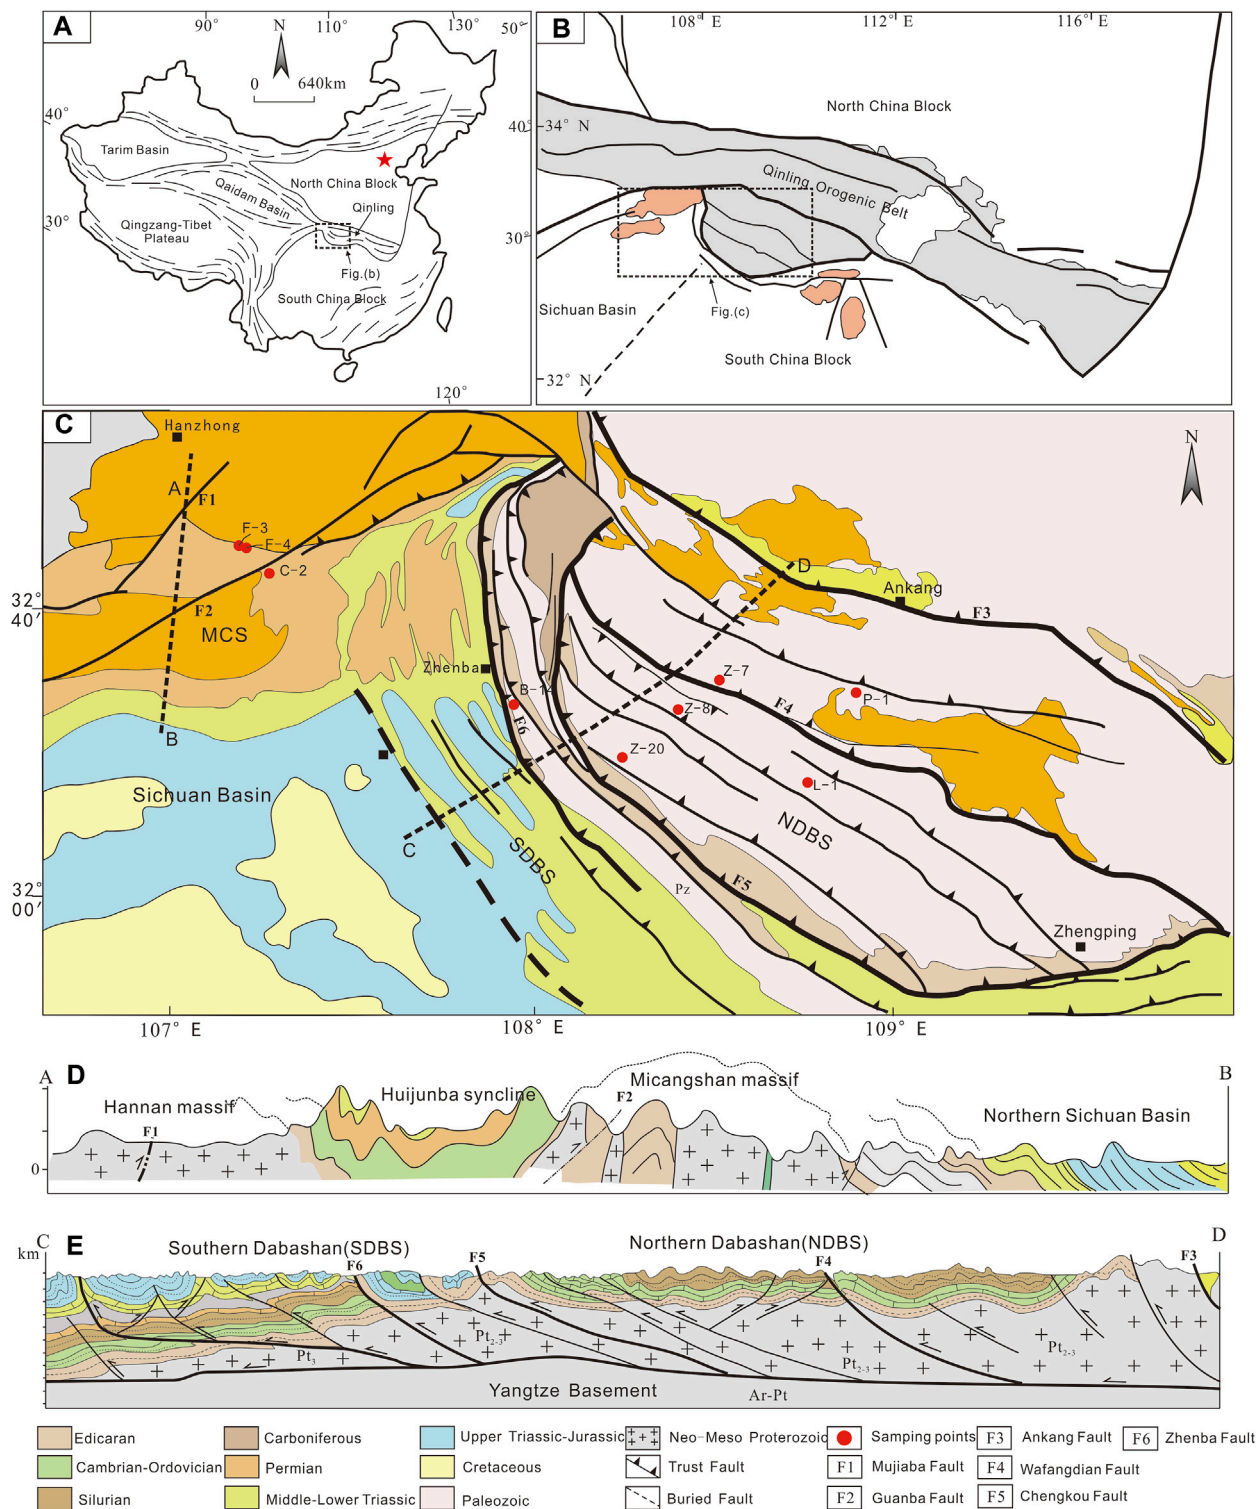 A
90°
N
110°
130°
50°
0 640km
40°
Tarim Basin
North China Block
Qaidam Basin
Qinling
30°
Qingzang-Tibet
Plateau
Fig.(b)
South China Block
120°
B
108° E
112° E
116° E
North China Block
40°
34° N
Qinling Orogenic Belt
30°
Sichuan Basin
Fig.(c)
South China Block
32° N
C
Hanzhong
N
A
F1
F-3
F-4
C-2
D
Ankang
F3
32°
40′
F2
MCS
Zhenba
Z-7
B-14
P-1
Z-8
F4
F6
B
Z-20
L-1
Sichuan Basin
NDBS
C
SDBS
F5
Pz
32°
00′
Zhengping
107° E
108° E
109° E
A
D
Micangshan massif
B
Huijunba syncline
Hannan massif
F2
Northern Sichuan Basin
F1
0
C
E
D
km
Southern Dabashan(SDBS)
Northern Dabashan(NDBS)
F6
F5
F4
F3
Pt3
Pt2-3
Pt2-3
Pt2-3
Yangtze Basement
Ar-Pt
Edicaran
Carboniferous
Upper Triassic-Jurassic
Neo-Meso Proterozoic
Samping points
F3 Ankang Fault
F6 Zhenba Fault
Cambrian-Ordovician
Permian
Cretaceous
Trust Fault
F1 Mujiaba Fault
F4 Wafangdian Fault
Silurian
Middle-Lower Triassic
Paleozoic
Buried Fault
F2 Guanba Fault
F5 Chengkou Fault